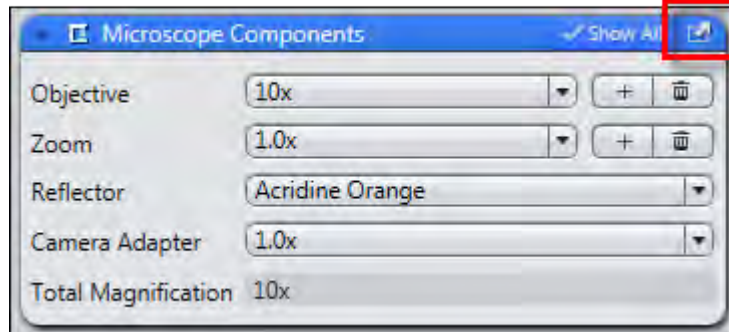 Microscope Components Show All
Objective 10x +
Zoom 1.0x +
Reflector Acridine Orange
Camera Adapter 1.0x
Total Magnification 10x